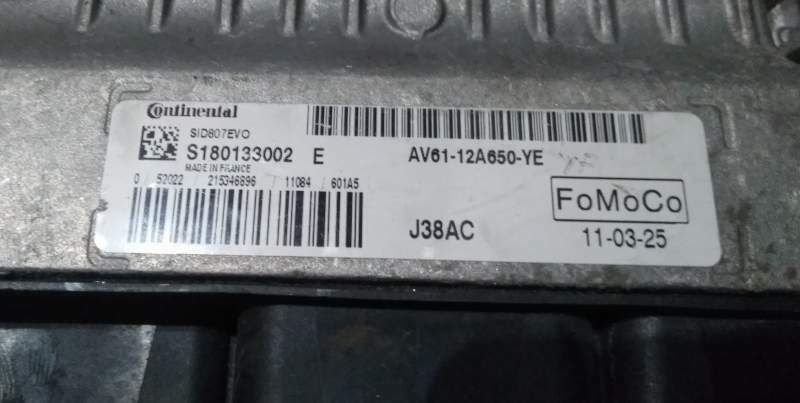 Continental
SID807EVO
S180133002 E
MADE IN FRANCE
0 / 52022 / 215346896 / 11084 / 601A5
AV61-12A650-YE
J38AC
FoMoCo
11-03-25